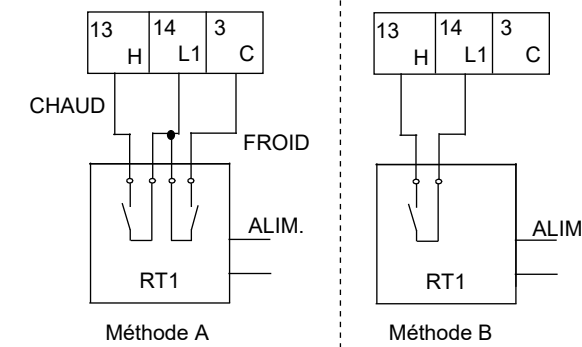 13 14 3
H L1 C
CHAUD
FROID
ALIM.
RT1
Méthode A
13 14 3
H L1 C
ALIM
RT1
Méthode B